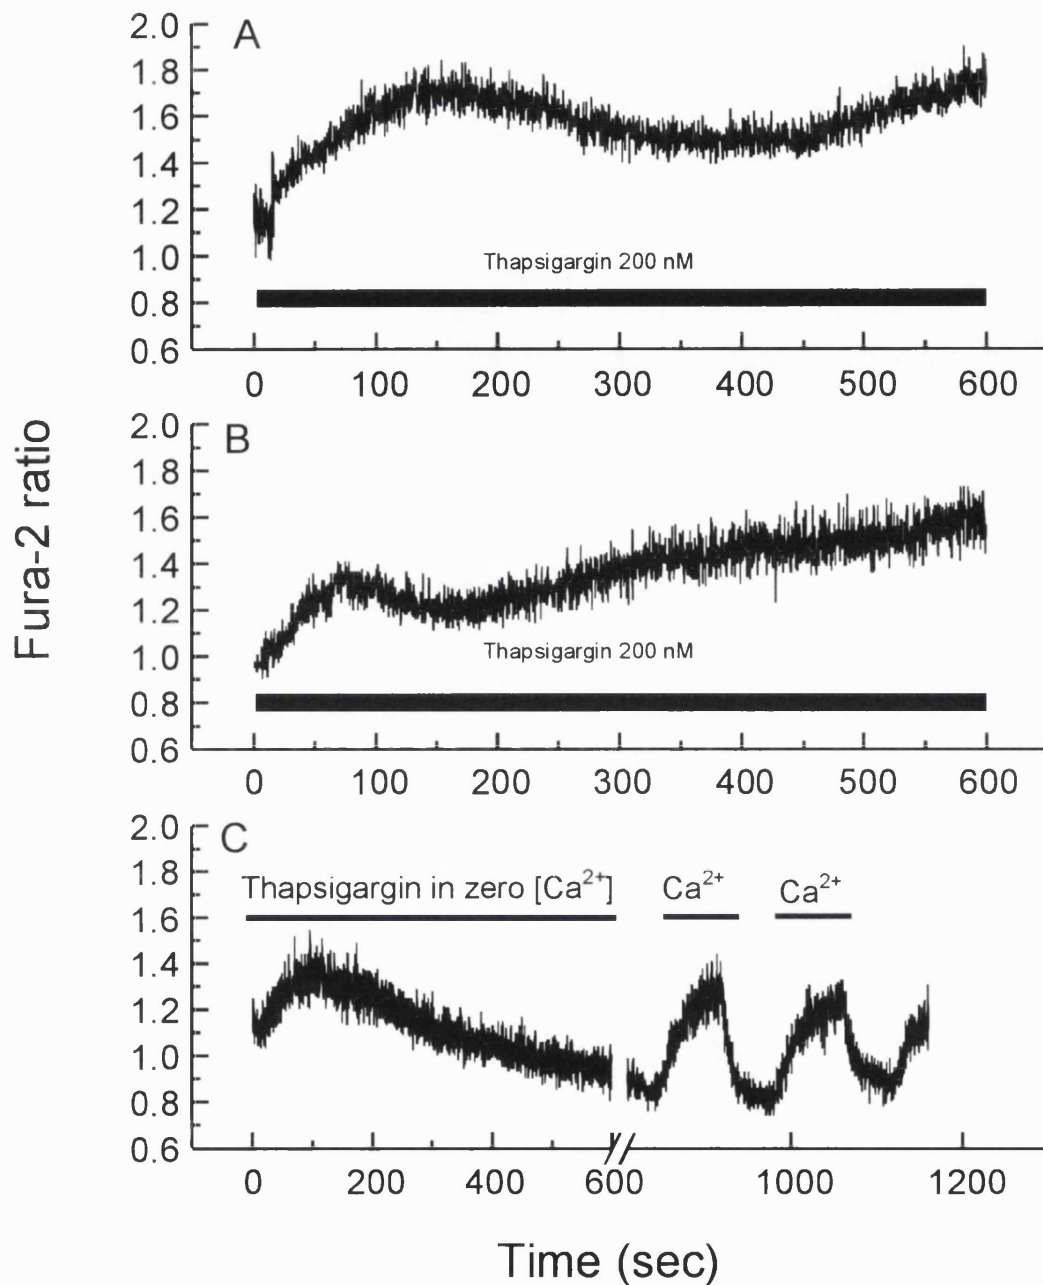 Fura-2 ratio
A
2.0
1.8
1.6
1.4
1.2
1.0
0.8
0.6
Thapsigargin 200 nM
0 100 200 300 400 500 600
B
2.0
1.8
1.6
1.4
1.2
1.0
0.8
0.6
Thapsigargin 200 nM
0 100 200 300 400 500 600
C
2.0
1.8
1.6
1.4
1.2
1.0
0.8
0.6
Thapsigargin in zero [Ca²⁺] Ca²⁺ Ca²⁺
0 200 400 600 1000 1200
Time (sec)